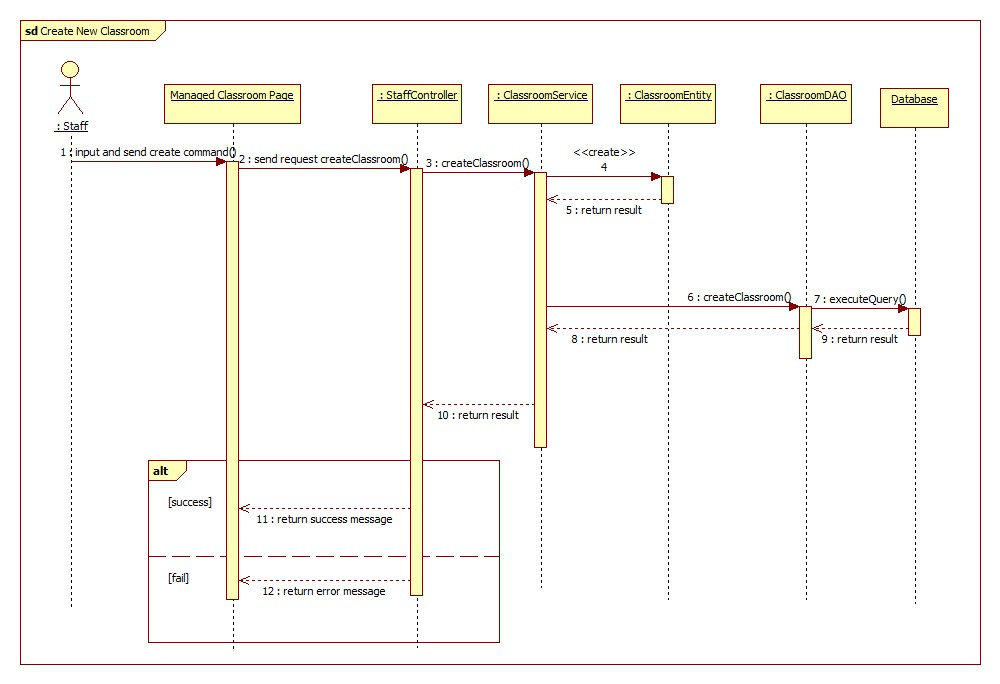 sd Create New Classroom
: Staff
Managed Classroom Page
: StaffController
: ClassroomService
: ClassroomEntity
: ClassroomDAO
Database
1 : input and send create command()
2 : send request createClassroom()
3 : createClassroom()
<<create>>
4
5 : return result
6 : createClassroom()
7 : executeQuery()
8 : return result
9 : return result
10 : return result
alt
[success]
11 : return success message
[fail]
12 : return error message